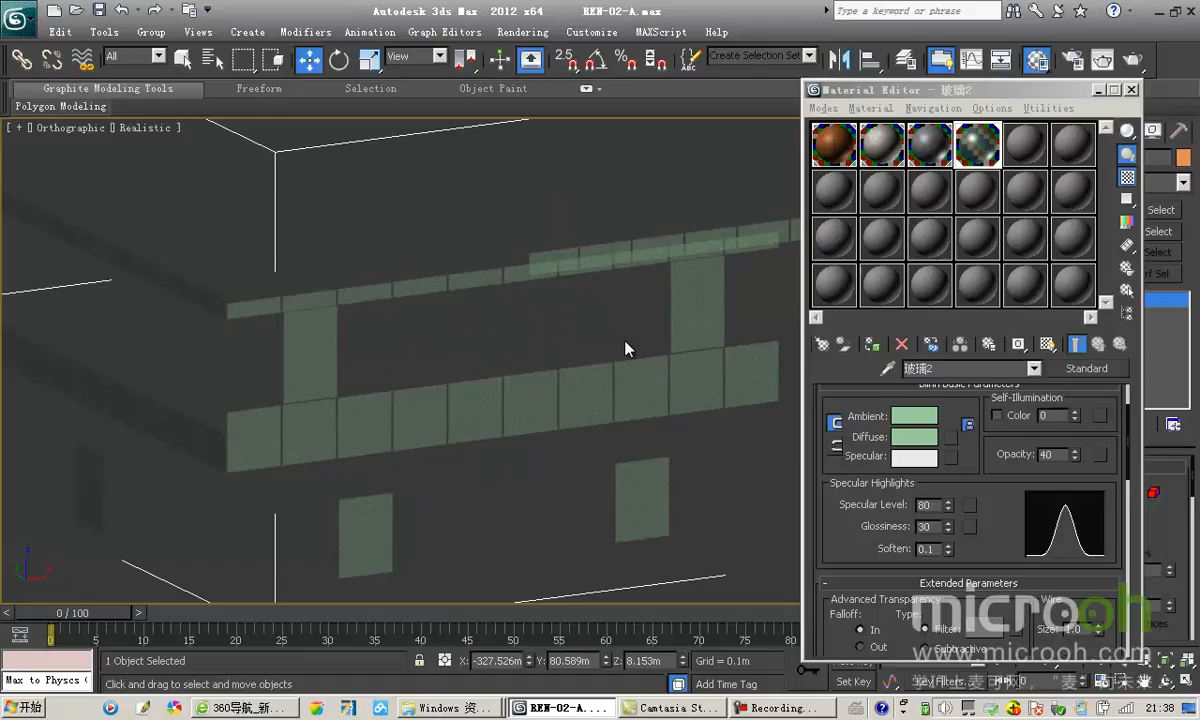 Autodesk 3ds Max 2012 x64 REN-02-A.max
Type a keyword or phrase
Edit Tools Group Views Create Modifiers Animation Graph Editors Rendering Customize MAXScript Help
All View 2.5 Create Selection Set
Graphite Modeling Tools Freeform Selection Object Paint
Polygon Modeling
[ + [] Orthographic [] Realistic ]
Material Editor - 玻璃2
Modes Material Navigation Options Utilities
Select
Select
Select
玻璃2 Standard
Self-Illumination
Ambient: Color 0
Diffuse:
Specular: Opacity: 40
Specular Highlights
Specular Level: 80
Glossiness: 30
Soften: 0.1
Extended Parameters
Advanced Transparency Wire
Falloff: Type: Size: 1.0
In Filter:
Out Subtractive
microoh
www.microoh.com
0 / 100
0 5 10 15 20 25 30 35 40 45 50 55 60 65 70 75 80
1 Object Selected X: -327.526m Y: 80.589m Z: 8.153m Grid = 0.1m
Max to Physcs ( Click and drag to select and move objects Add Time Tag Set Key Key Filters... 0
开始 360导航_新... Windows 资... REN-02-A.... Camtasia St... Recording... 21:38